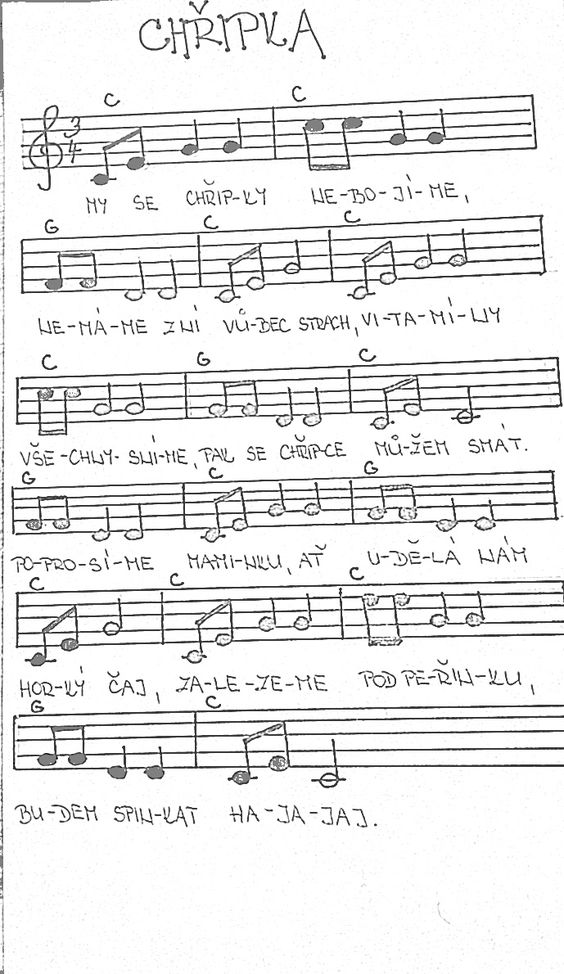 CHŘIPKA
C C
3
4
MY SE CHŘIP-KY NE-BO-JÍ-ME,
G C C
NE-MÁ-ME Z NÍ VŮ-BEC STRACH, VI-TA-MÍ-NY
C G C
VŠE-CHNY-SNÍ-ME, PAK SE CHŘIP-CE MŮ-ŽEM SMÁT.
G C G
PO-PRO-SÍ-ME MAMI-NKU, AŤ U-DĚ-LÁ NÁM
C C C
HOR-KÝ ČAJ, ZA-LE-ZE-ME POD PE-ŘIN-KU,
G C
BU-DEM SPIN-KAT HA-JA-JAJ.